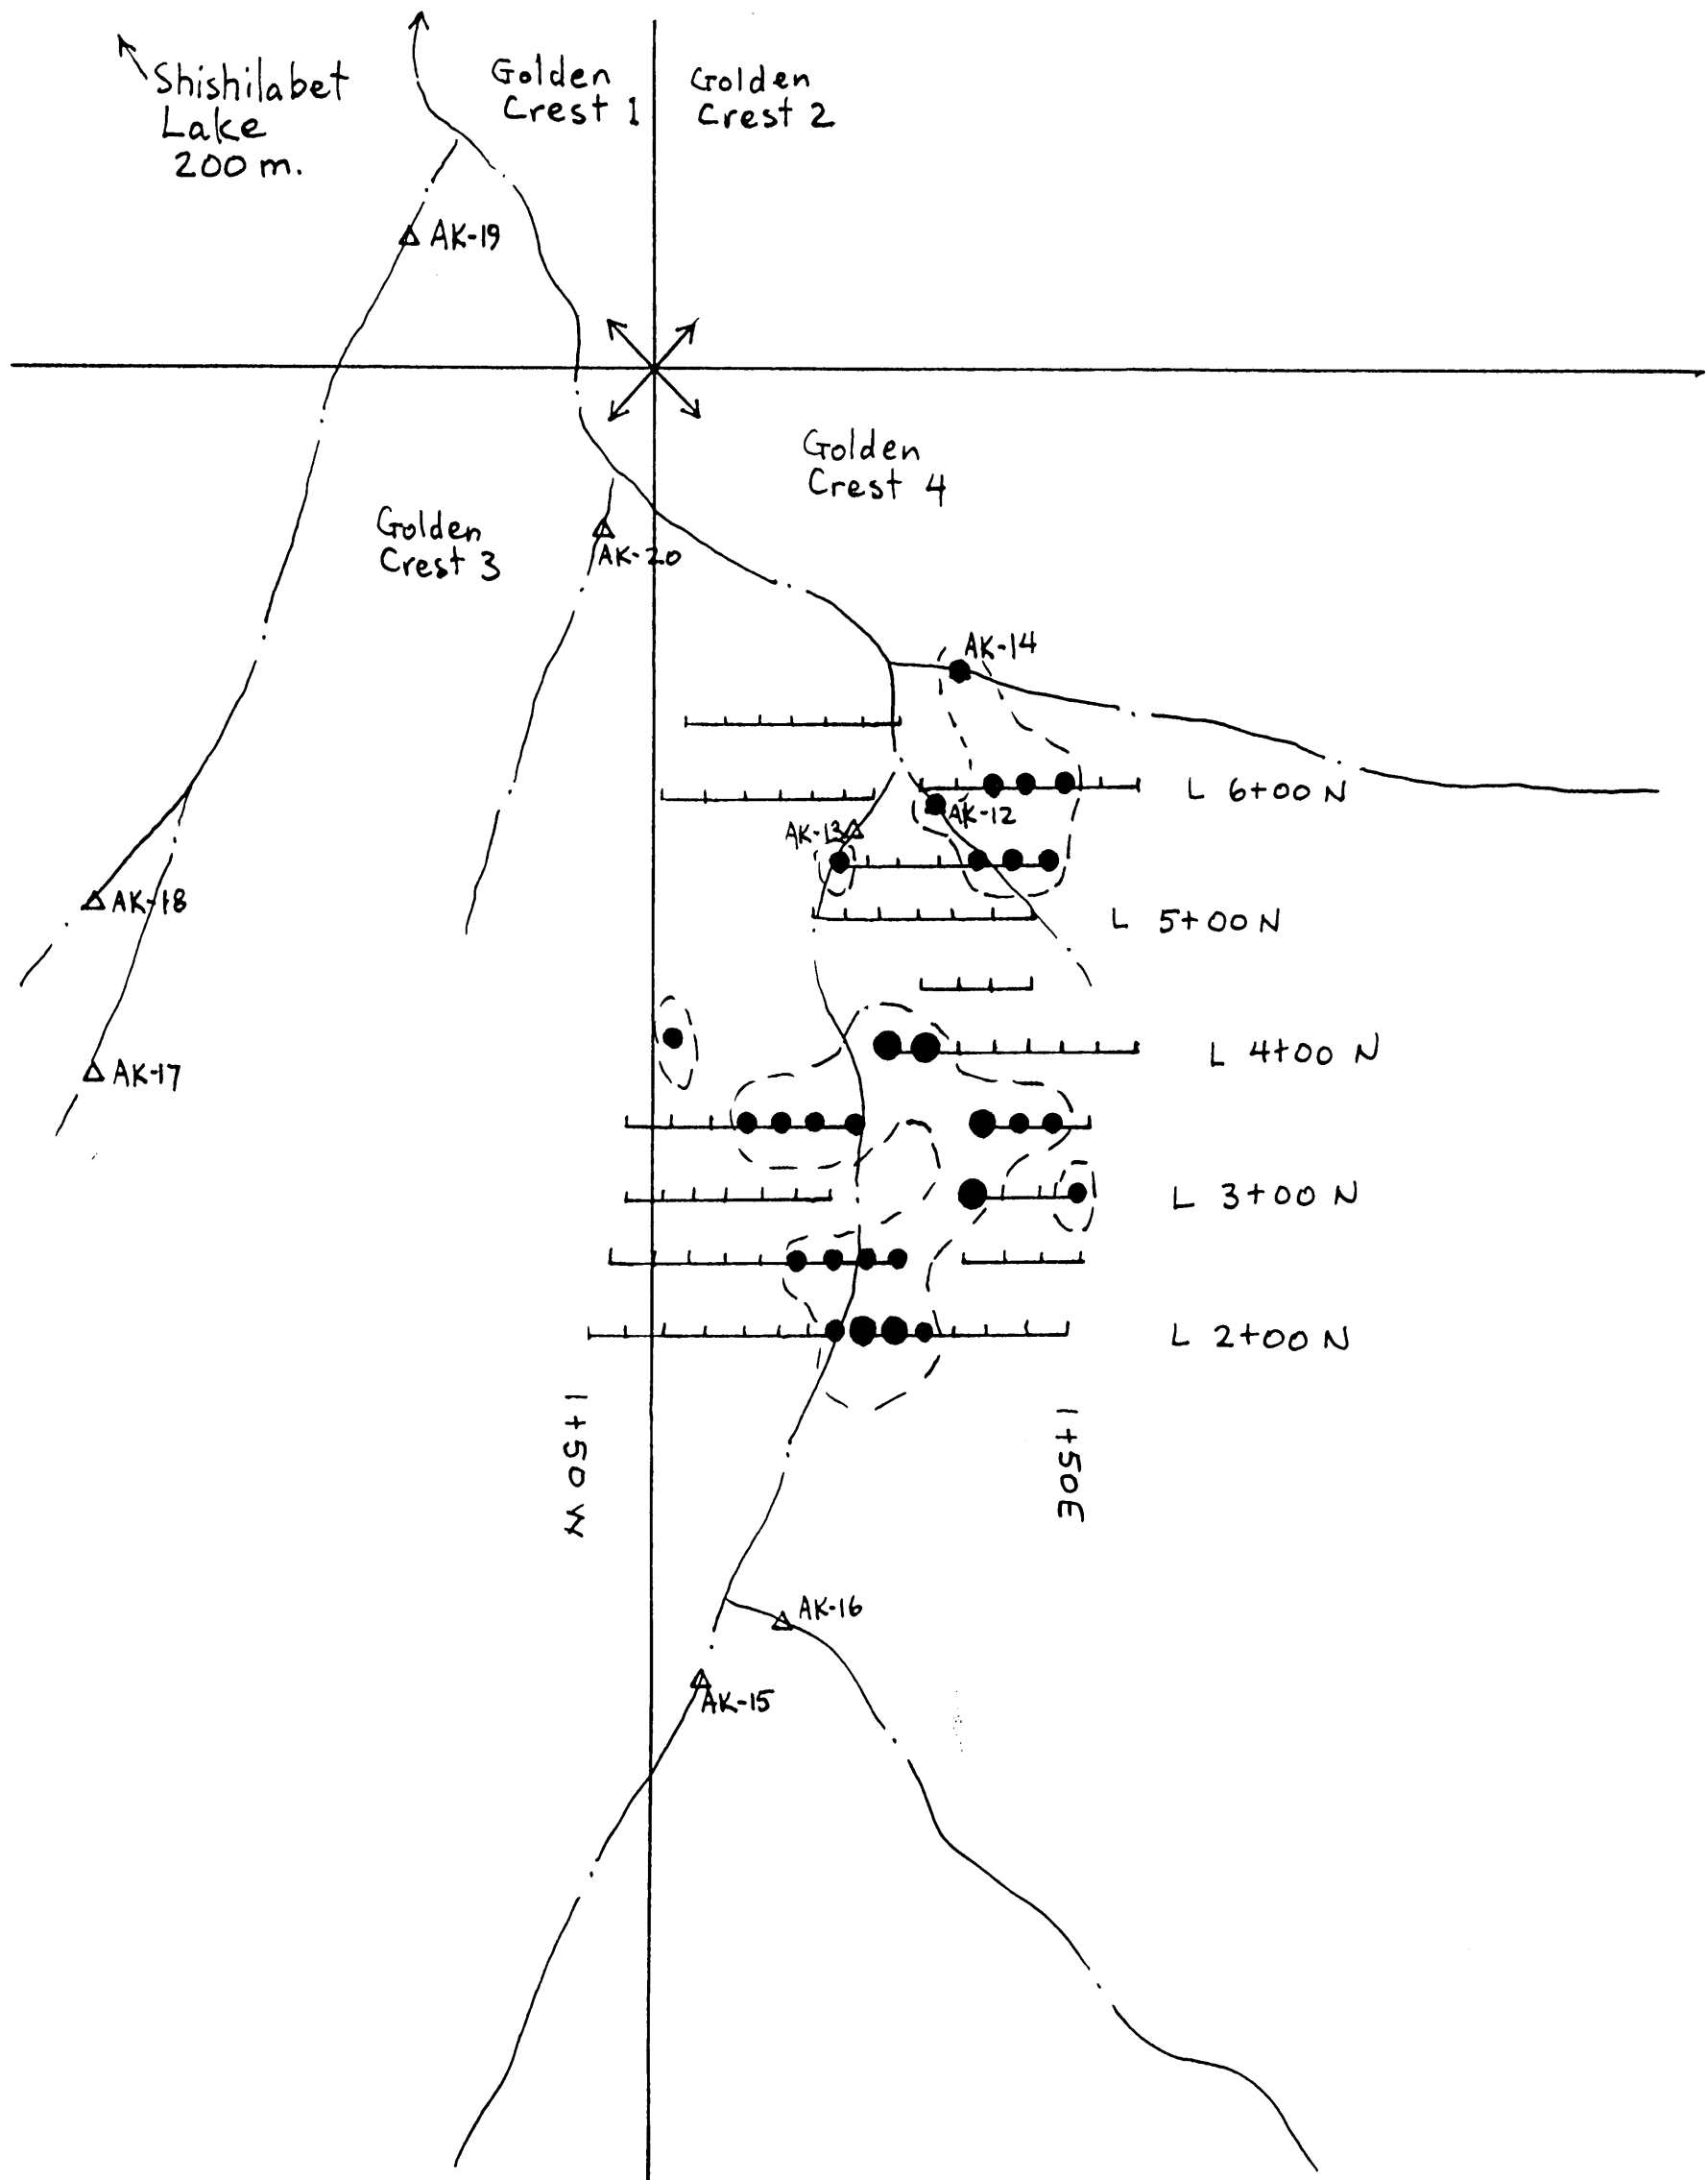 Shishilabet
Lake
200 m.
Golden
Crest 1
Golden
Crest 2
AK-19
Golden
Crest 4
Golden
Crest 3
AK-20
AK-14
L 6+00 N
AK-12
AK-13
AK-18
L 5+00 N
L 4+00 N
AK-17
L 3+00 N
L 2+00 N
1+50 W
1+50E
AK-16
AK-15